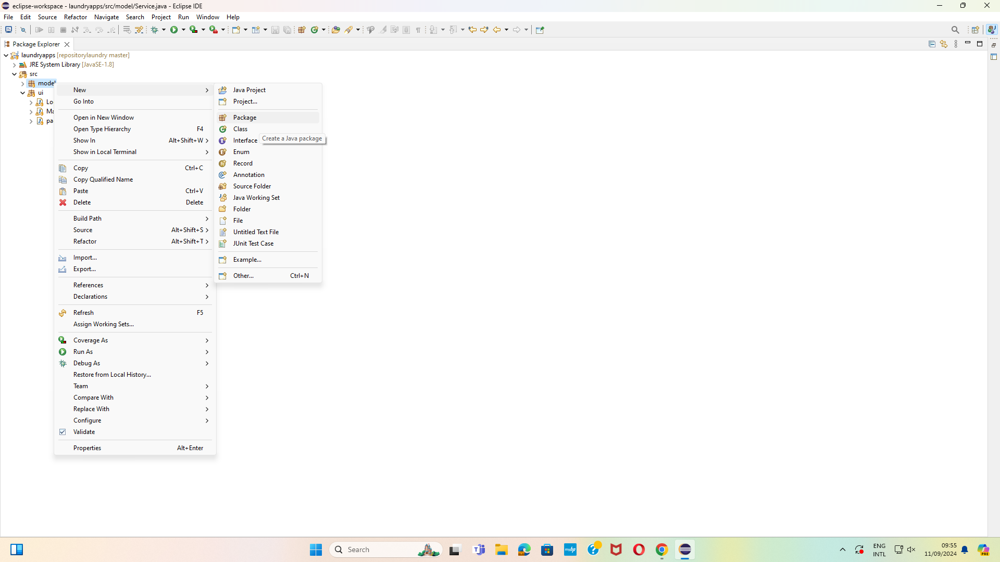 eclipse-workspace - laundryapps/src/model/Service.java - Eclipse IDE
File Edit Source Refactor Navigate Search Project Run Window Help
Package Explorer
laundryapps [repositorylaundry master]
JRE System Library [JavaSE-1.8]
src
model
ui
Lo
Ma
pa
New
Go Into
Open in New Window
Open Type Hierarchy F4
Show In Alt+Shift+W
Show in Local Terminal
Copy Ctrl+C
Copy Qualified Name
Paste Ctrl+V
Delete Delete
Build Path
Source Alt+Shift+S
Refactor Alt+Shift+T
Import...
Export...
References
Declarations
Refresh F5
Assign Working Sets...
Coverage As
Run As
Debug As
Restore from Local History...
Team
Compare With
Replace With
Configure
Validate
Properties Alt+Enter
Java Project
Project...
Package
Class
Interface
Create a Java package
Enum
Record
Annotation
Source Folder
Java Working Set
Folder
File
Untitled Text File
JUnit Test Case
Example...
Other... Ctrl+N
Search
myhp
ENG
INTL
09:55
11/09/2024
PRE